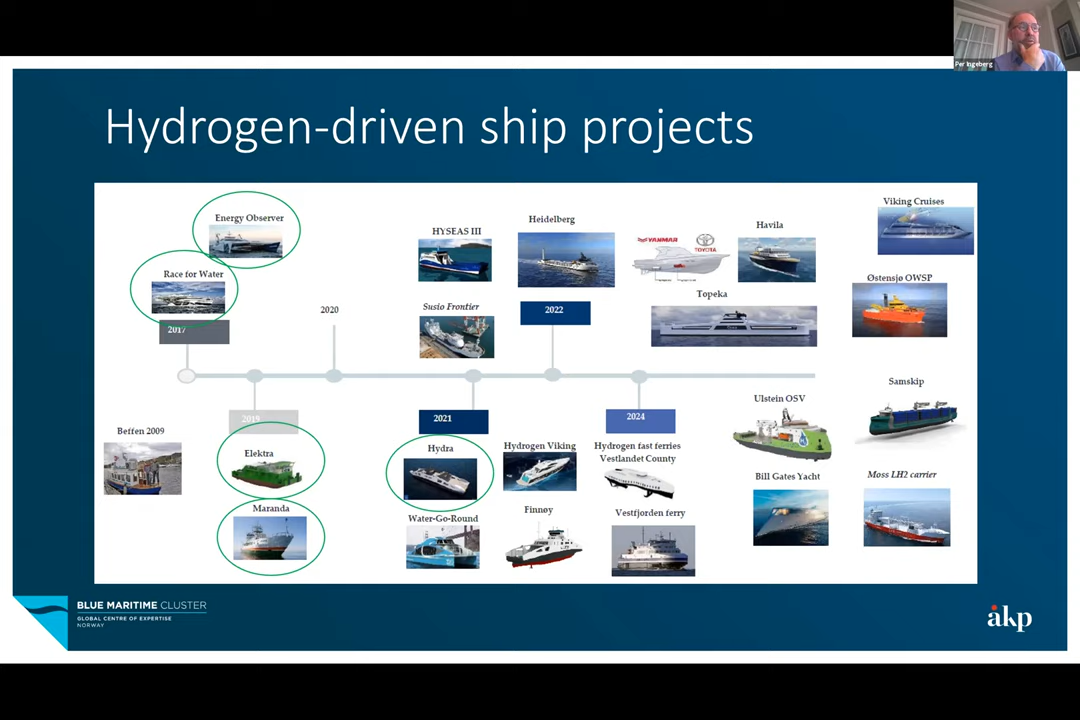 Per Ingeberg
Hydrogen-driven ship projects
Energy Observer
Race for Water
2017
2020
HYSEAS III
Susio Frontier
Heidelberg
2022
YANMAR
TOYOTA
Havila
Topeka
Viking Cruises
Østensjø OWSP
Beffen 2009
2019
Elektra
Maranda
2021
Hydra
Water-Go-Round
Hydrogen Viking
Finnøy
2024
Hydrogen fast ferries
Vestlandet County
Vestfjorden ferry
Ulstein OSV
Bill Gates Yacht
Samskip
Moss LH2 carrier
BLUE MARITIME CLUSTER
GLOBAL CENTRE OF EXPERTISE
NORWAY
åkp